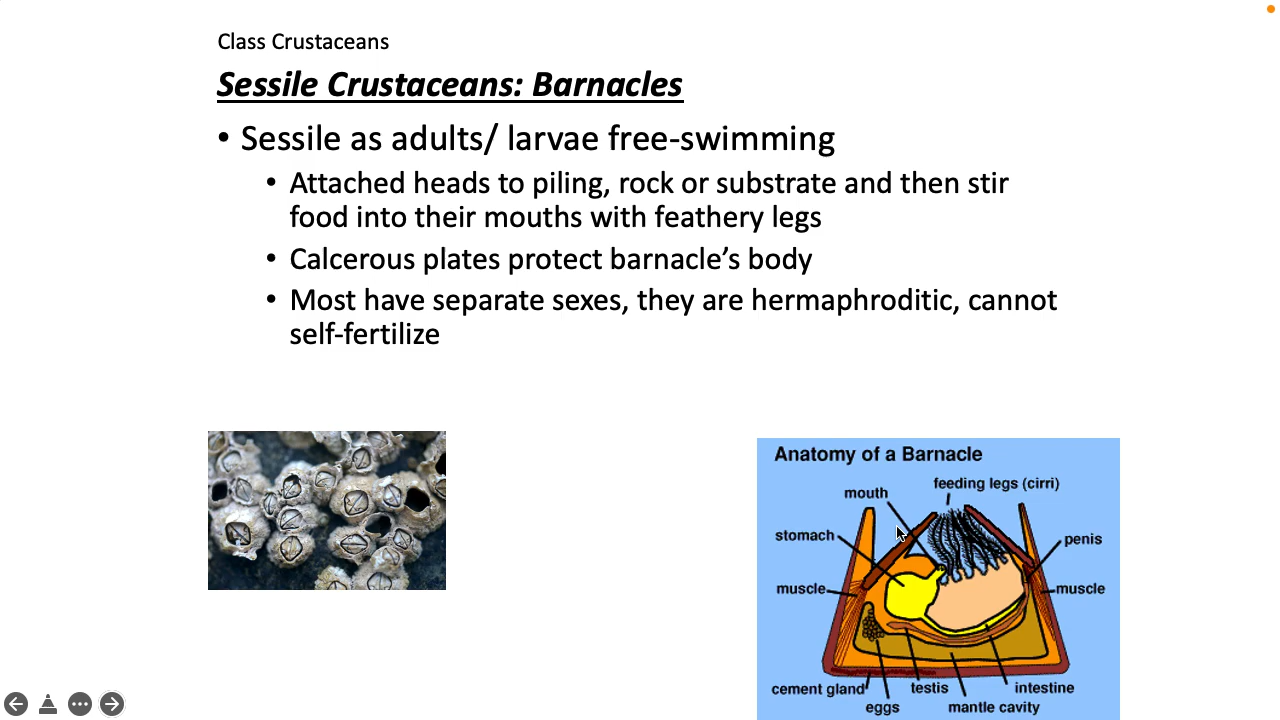 Class Crustaceans
Sessile Crustaceans: Barnacles
• Sessile as adults/ larvae free-swimming
• Attached heads to piling, rock or substrate and then stir
food into their mouths with feathery legs
• Calcerous plates protect barnacle’s body
• Most have separate sexes, they are hermaphroditic, cannot
self-fertilize
Anatomy of a Barnacle
feeding legs (cirri)
mouth
stomach
penis
muscle
muscle
cement gland
testis
intestine
eggs
mantle cavity